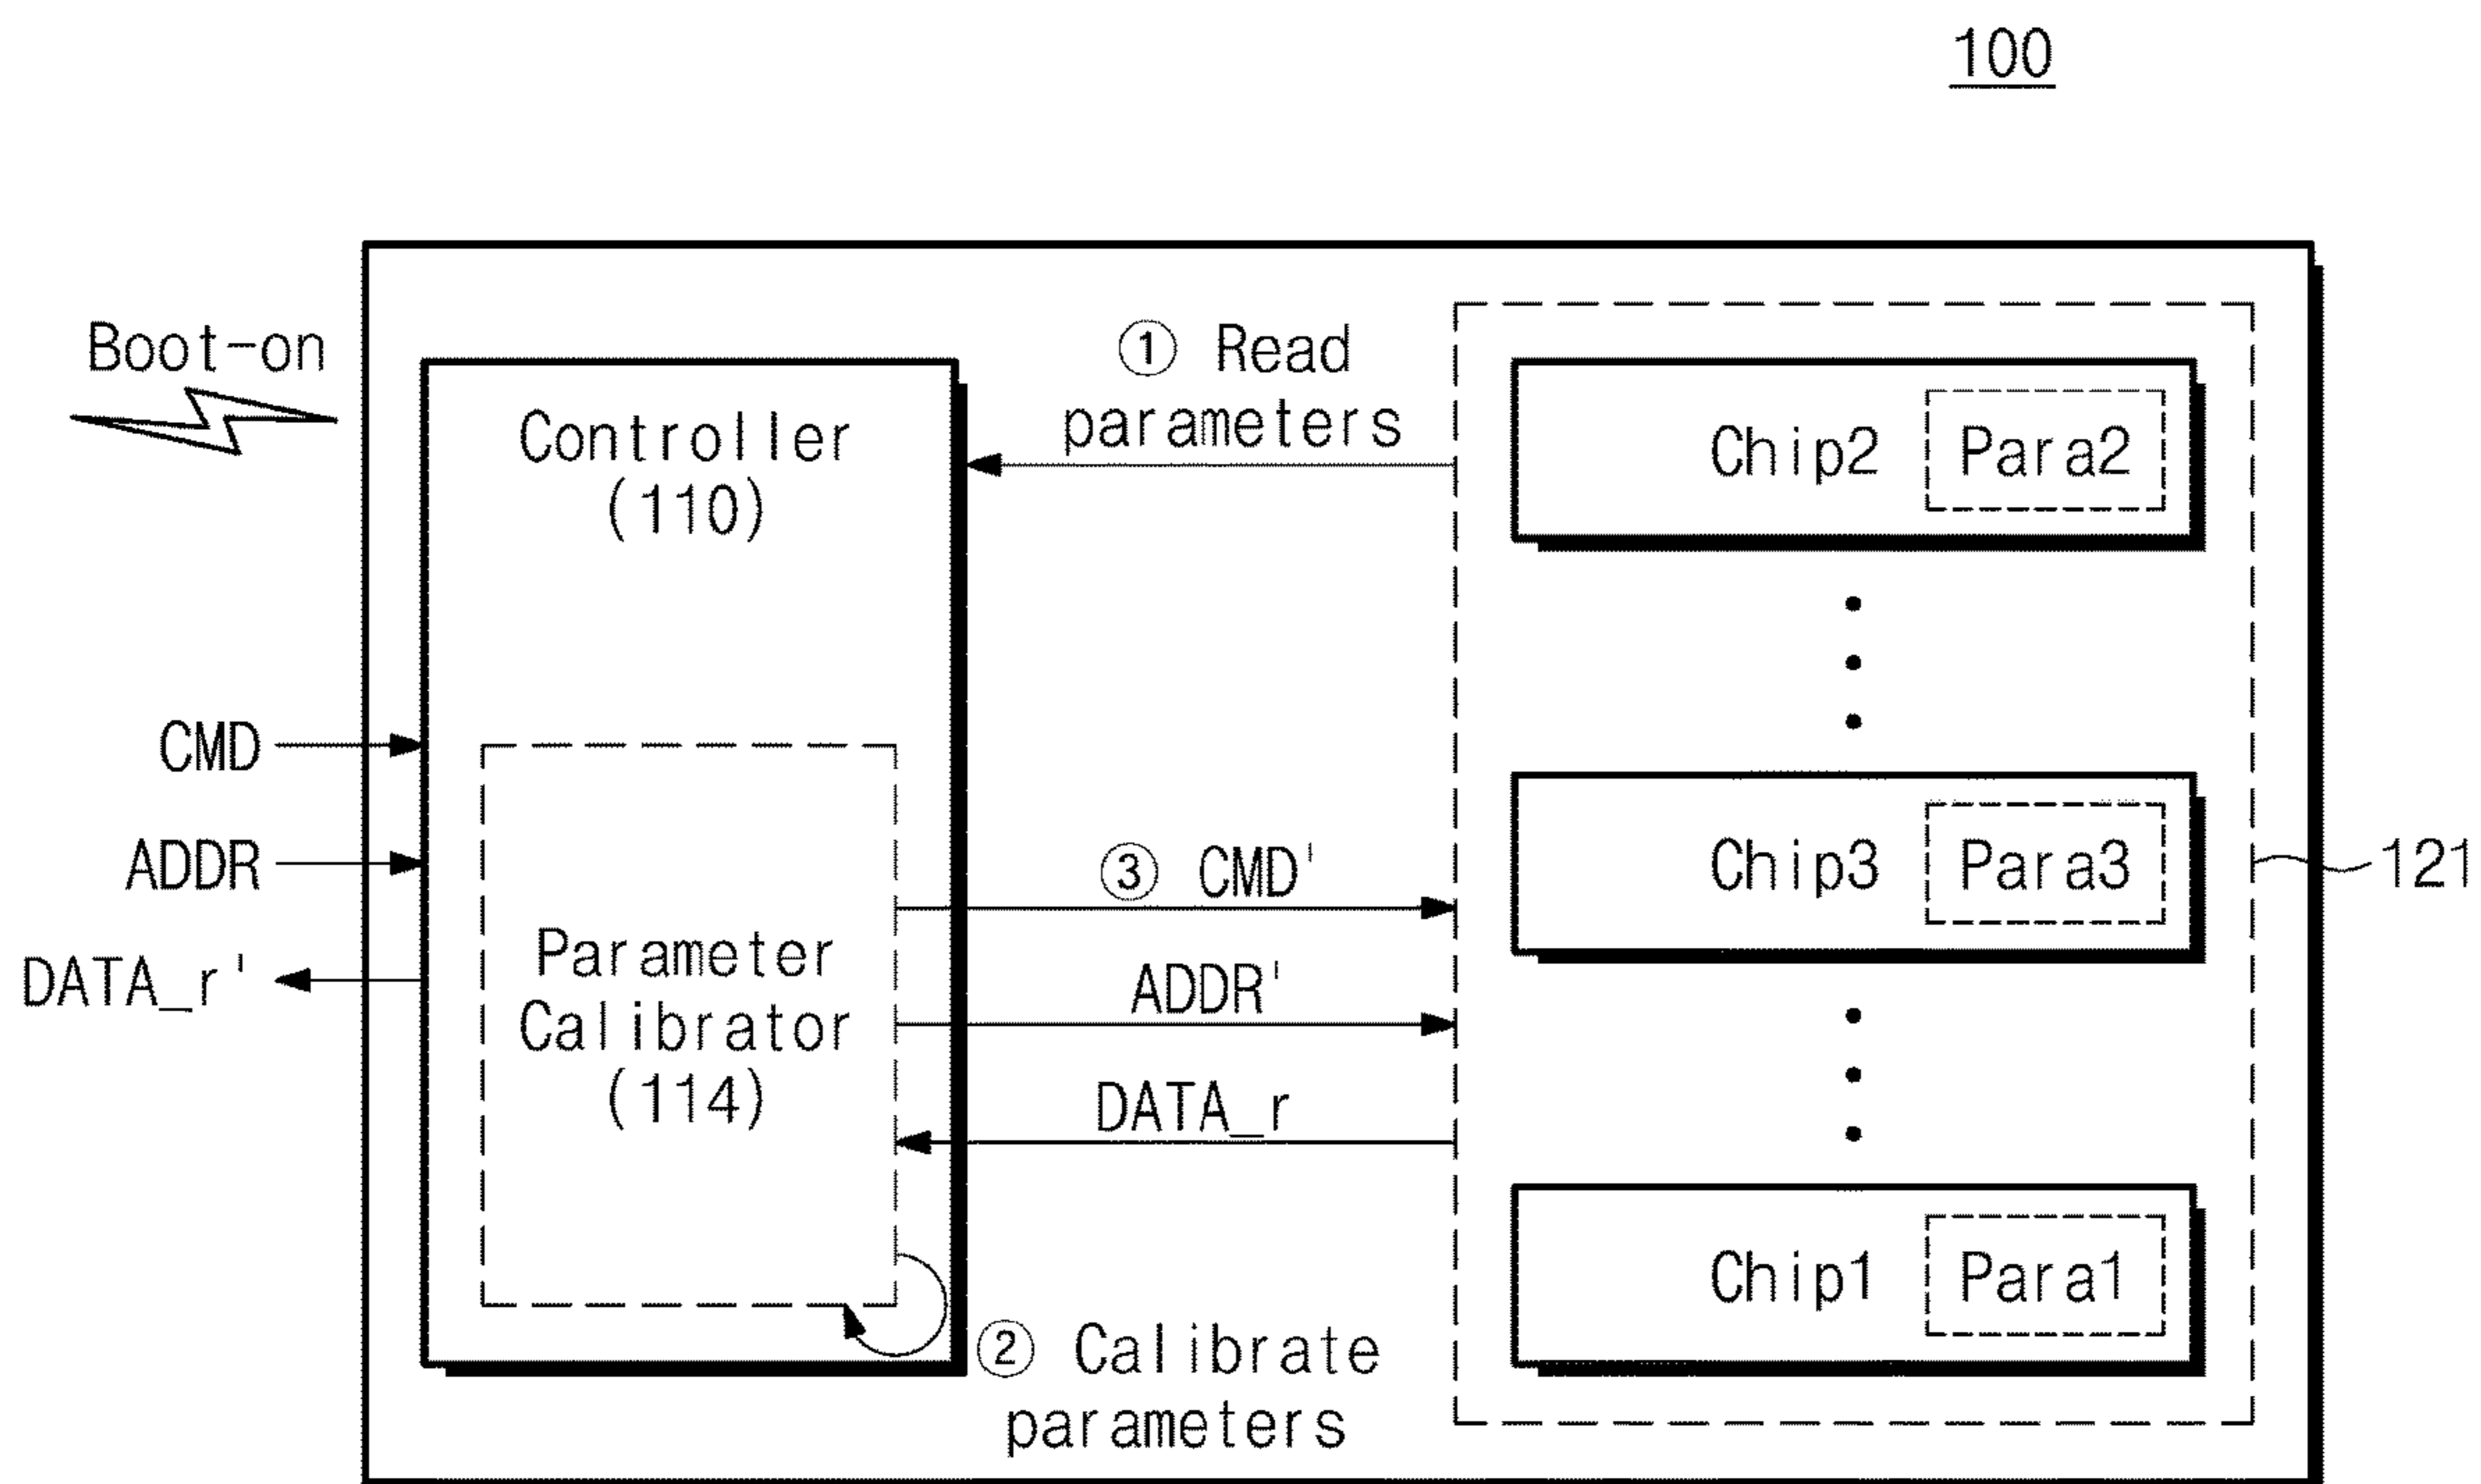 100
Boot-on
① Read
parameters
Controller
(110)
Chip2
Para2
CMD
ADDR
DATA_r'
③ CMD'
ADDR'
DATA_r
Parameter
Calibrator
(114)
Chip3
Para3
121
Chip1
Para1
② Calibrate
parameters